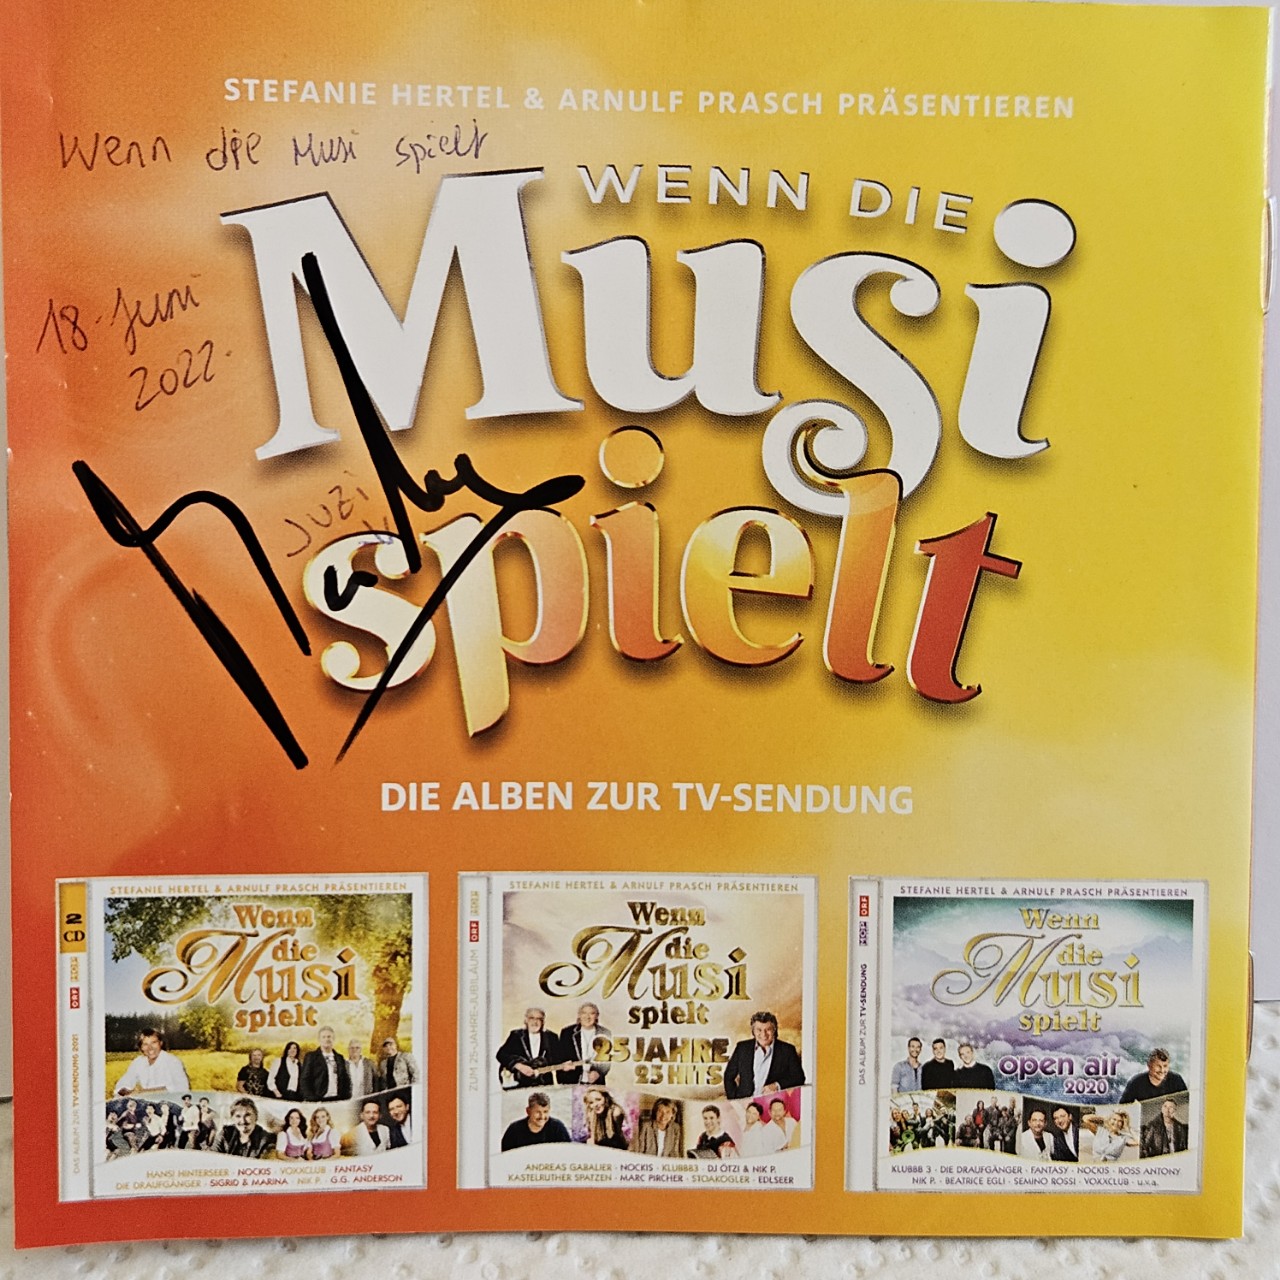 STEFANIE HERTEL & ARNULF PRASCH PRÄSENTIEREN
Wenn die Musi spielt
WENN DIE
Musi
18. Juni
2022.
Juzi
spielt
DIE ALBEN ZUR TV-SENDUNG
2
CD
ORF
DAS ALBUM ZUR TV-SENDUNG 2021
STEFANIE HERTEL & ARNULF PRASCH PRÄSENTIEREN
Wenn
die
Musi
spielt
HANSI HINTERSEER · NOCKIS · VOXXCLUB · FANTASY
DIE DRAUFGÄNGER · SIGRID & MARINA · NIK P. · G.G. ANDERSON
ORF
ZUM 25-JAHRE-JUBILÄUM
STEFANIE HERTEL & ARNULF PRASCH PRÄSENTIEREN
Wenn
die
Musi
spielt
25 JAHRE
25 HITS
ANDREAS GABALIER · NOCKIS · KLUBBB3 · DJ ÖTZI & NIK P.
KASTELRUTHER SPATZEN · MARC PIRCHER · STOAKOGLER · EDLSEER
ORF
DAS ALBUM ZUR TV-SENDUNG
STEFANIE HERTEL & ARNULF PRASCH PRÄSENTIEREN
Wenn
die
Musi
spielt
open air
2020
KLUBBB 3 · DIE DRAUFGÄNGER · FANTASY · NOCKIS · ROSS ANTONY
NIK P. · BEATRICE EGLI · SEMINO ROSSI · VOXXCLUB · u.v.a.